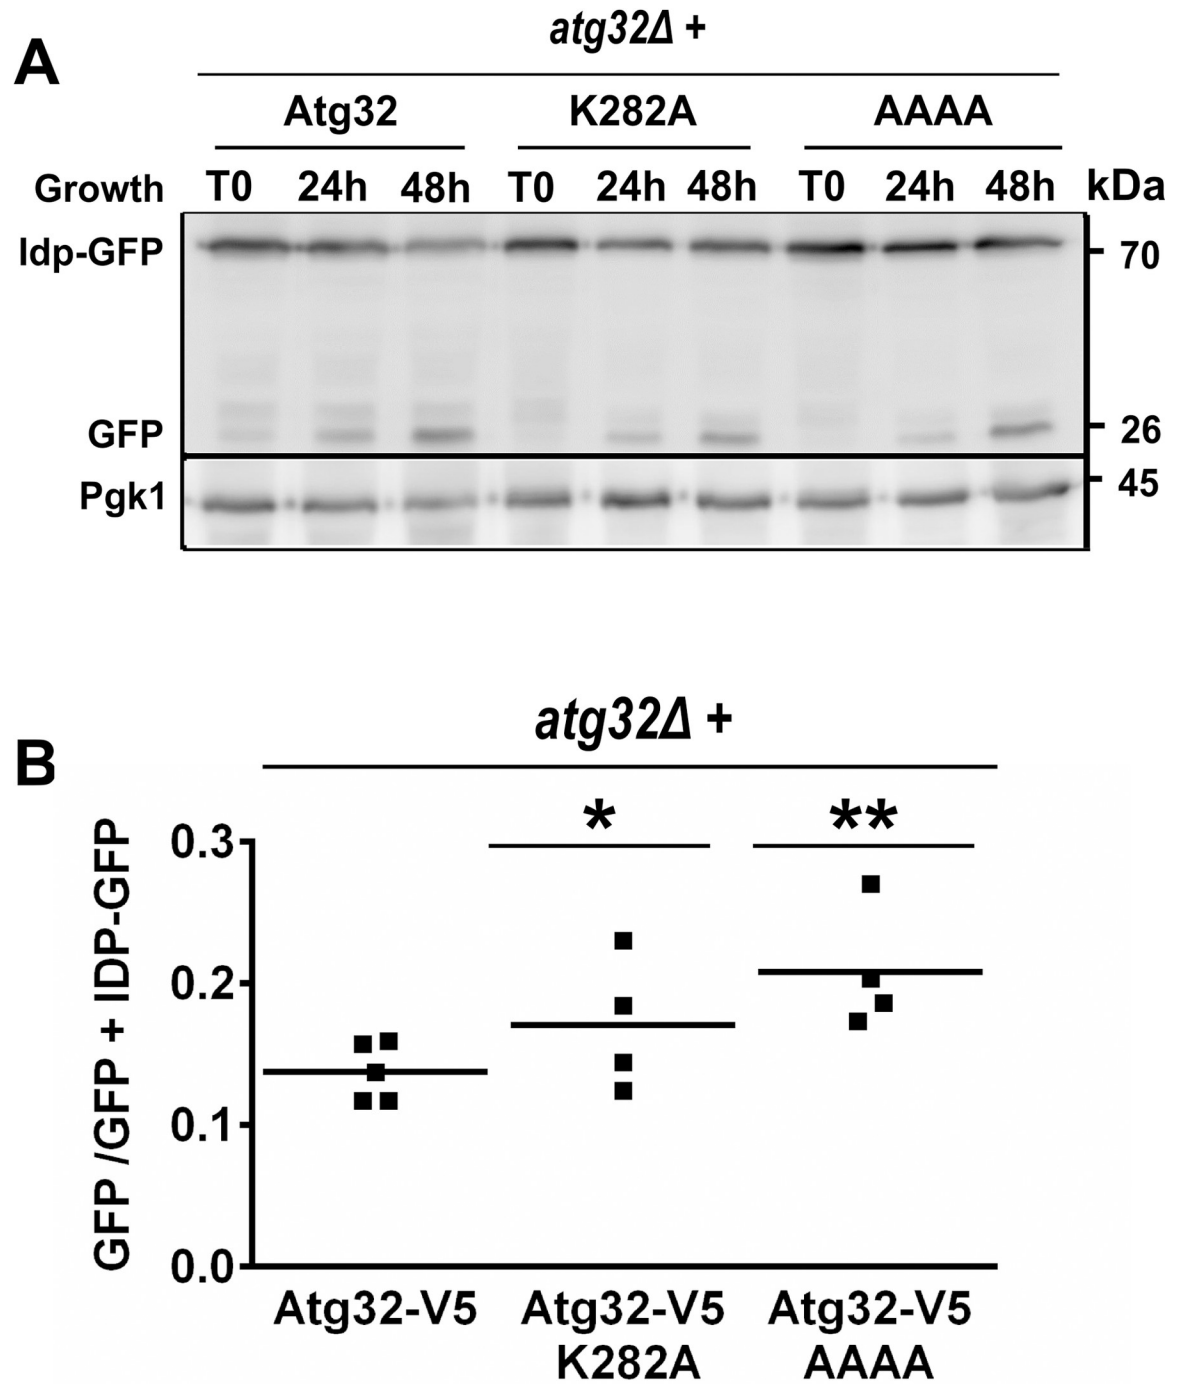 A
atg32Δ +
Atg32 K282A AAAA
Growth T0 24h 48h T0 24h 48h T0 24h 48h kDa
Idp-GFP 70
GFP 26
Pgk1 45
B
atg32Δ +
* **
GFP /GFP + IDP-GFP
0.3
0.2
0.1
0.0
Atg32-V5 Atg32-V5 Atg32-V5
K282A AAAA